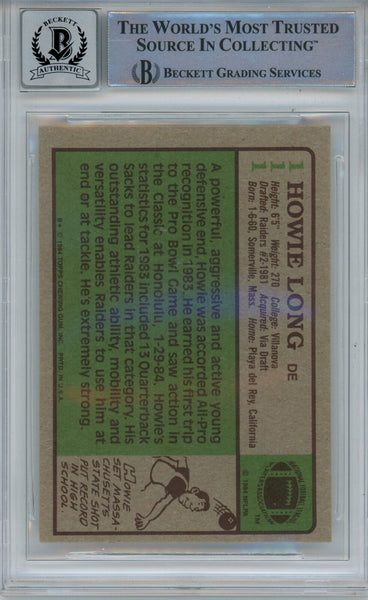 BECKETT
AUTHENTIC
THE WORLD'S MOST TRUSTED
SOURCE IN COLLECTING™
BECKETT GRADING SERVICES
111
HOWIE LONG DE
Height: 6'5" Weight: 270 College: Villanova
Drafted: Raiders #2-1981 Acquired: Via Draft
Born: 1-6-60, Somerville, Mass. Home: Playa del Rey, California
A powerful, aggressive and active young
defensive end, Howie was accorded All-Pro
recognition in 1983. He earned his first trip
to the Pro Bowl Game and saw action in
the Classic at Honolulu, 1-29-84. Howie's
statistics for 1983 included 13 Quarterback
Sacks to lead Raiders in that category. His
outstanding athletic ability, mobility and
versatility enables Raiders to use him at
end or at tackle. He's extremely strong.
© 1984 NFLPA
TM
HOWIE
SET MASSA-
CHUSETTS
STATE SHOT
PUT RECORD
IN HIGH
SCHOOL.
© 1984 TOPPS CHEWING GUM, INC. PRTD. IN U.S.A.